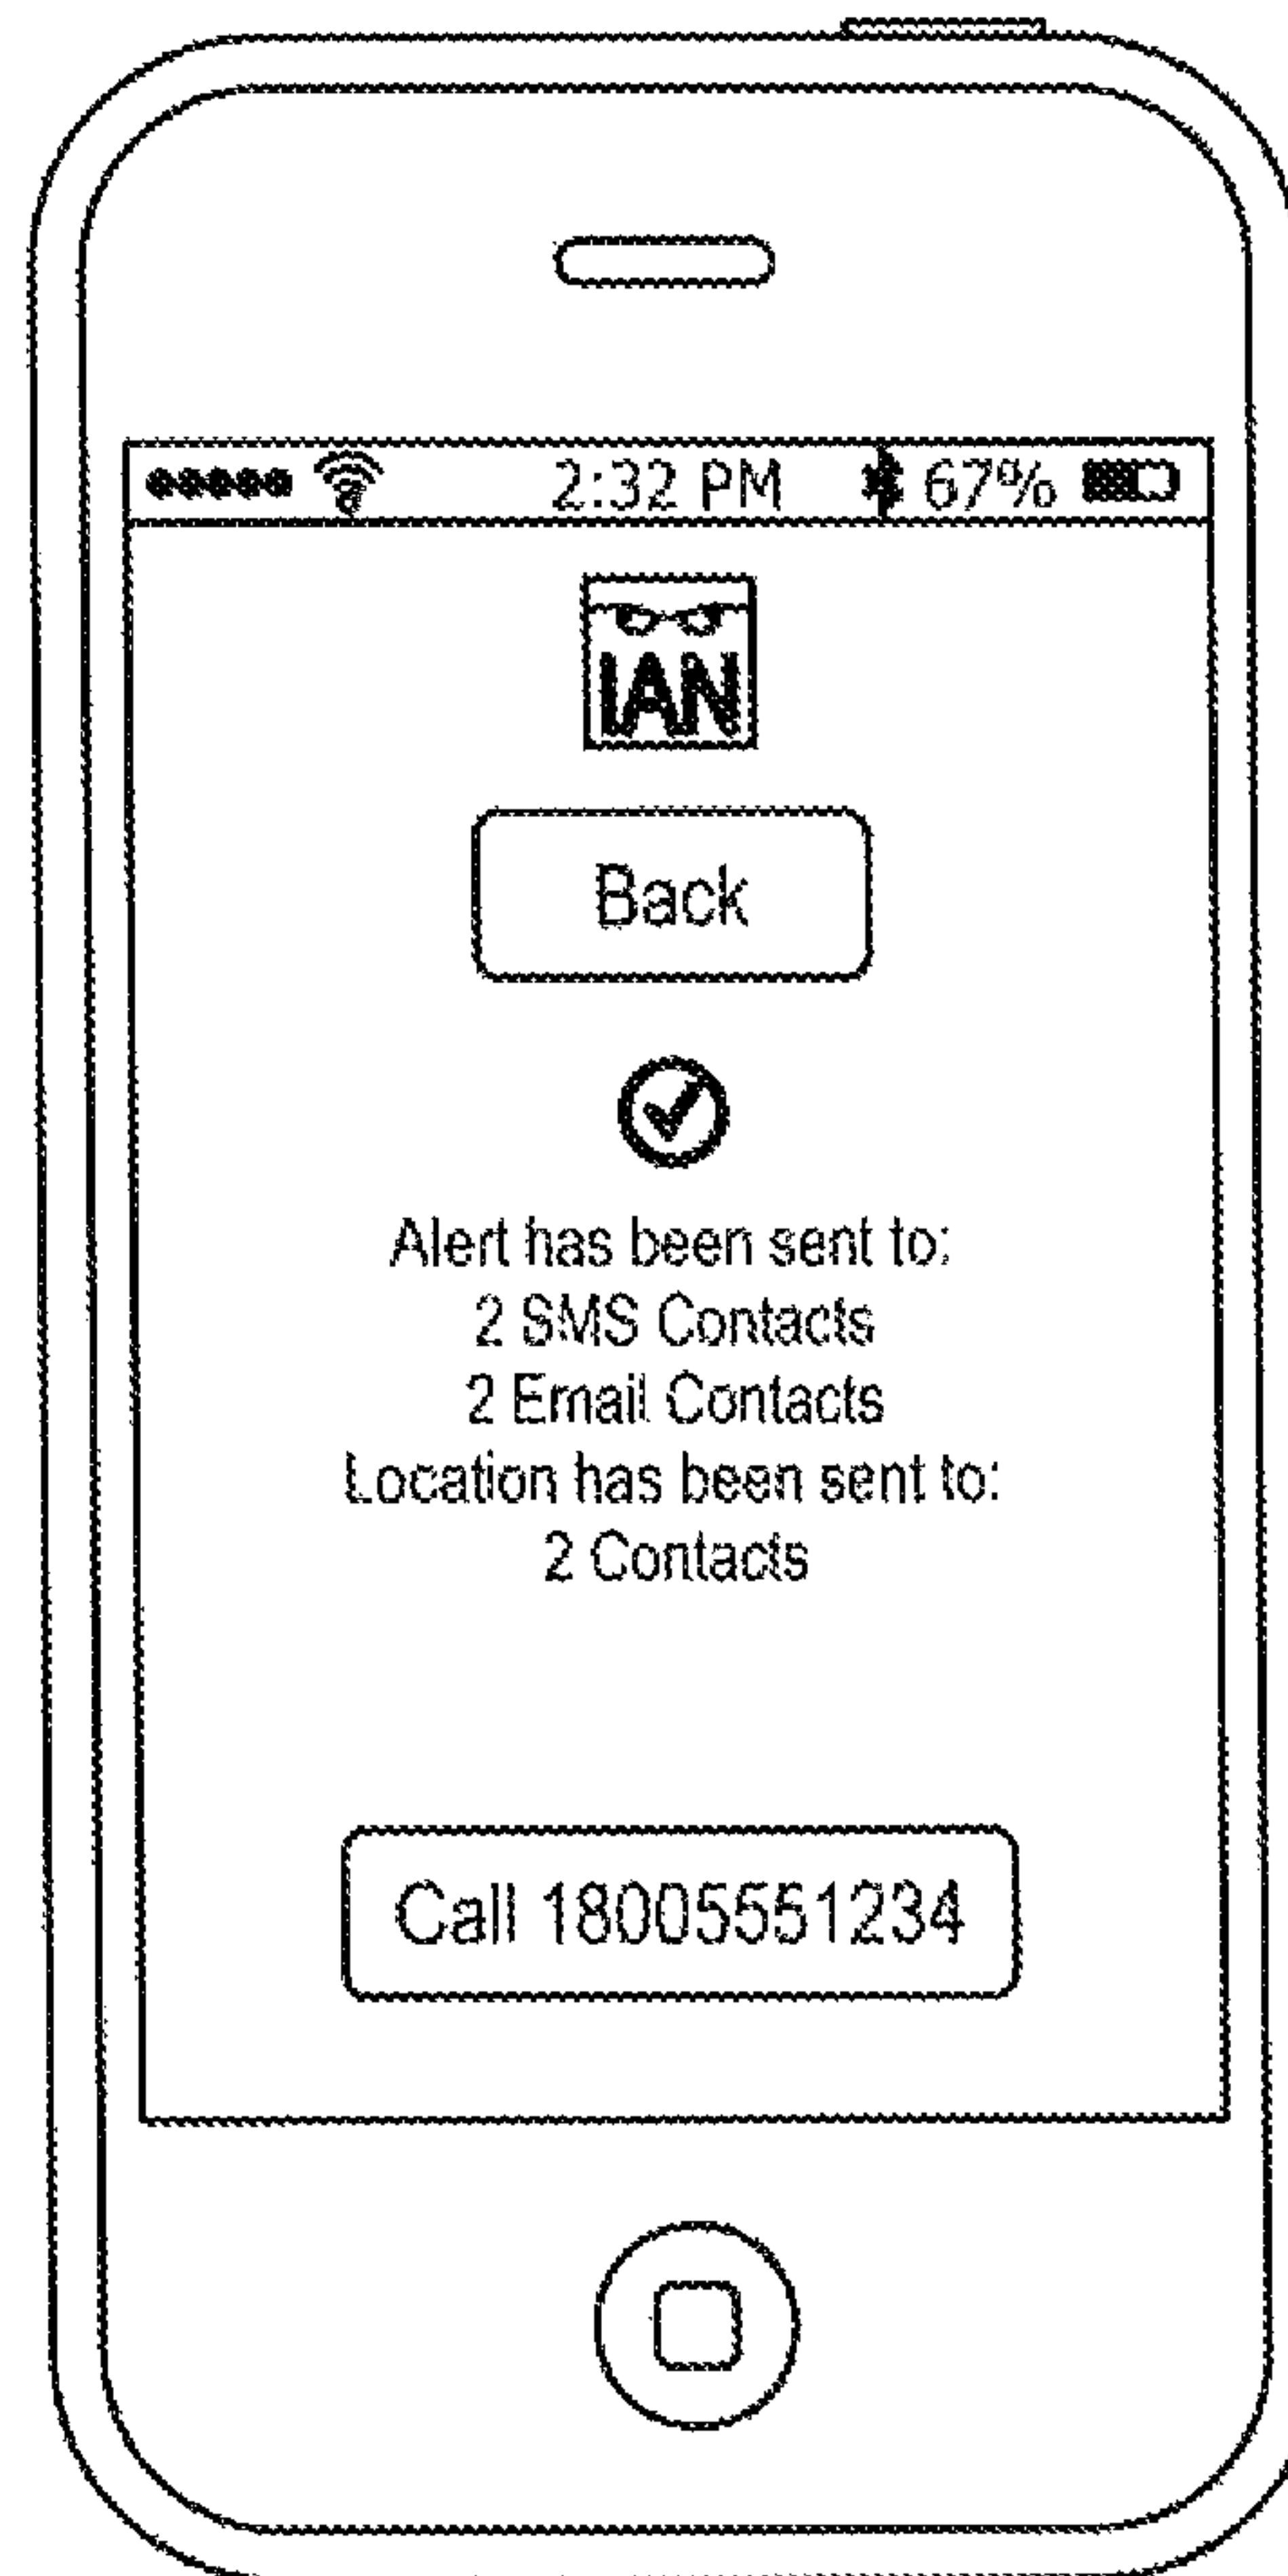 2:32 PM 67%
IAN
Back
Alert has been sent to:
2 SMS Contacts
2 Email Contacts
Location has been sent to:
2 Contacts
Call 18005551234